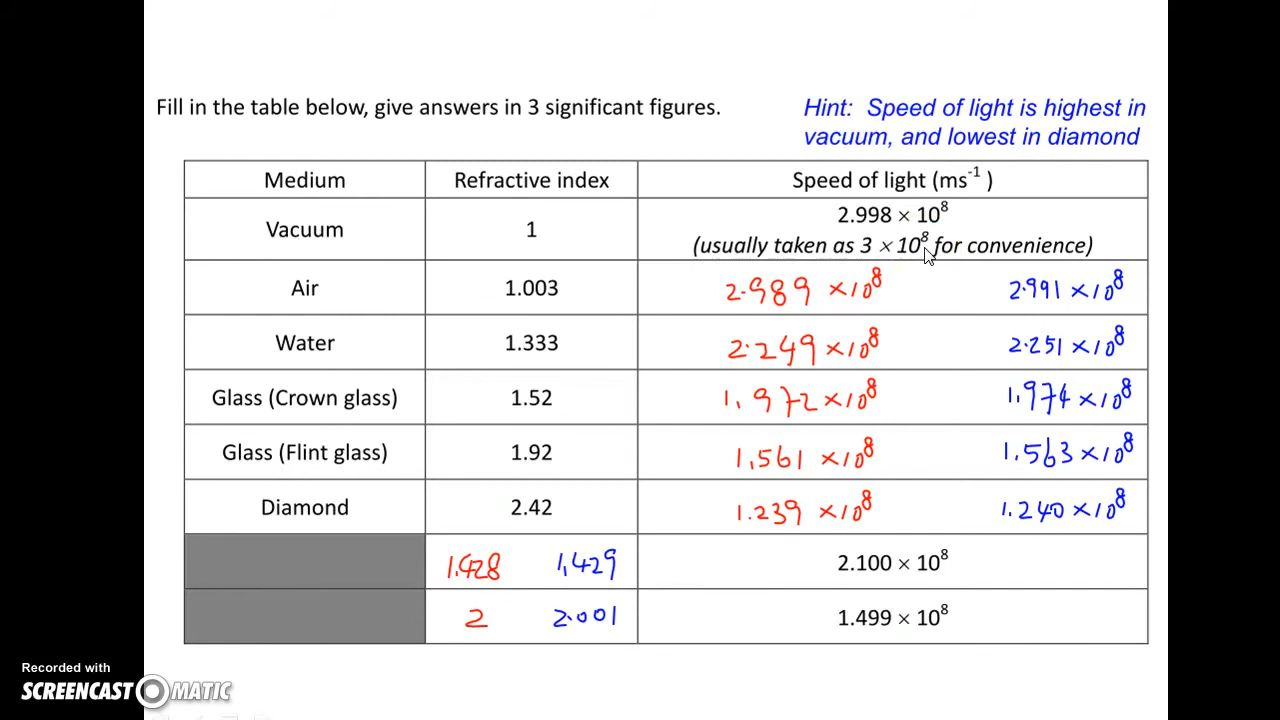 Fill in the table below, give answers in 3 significant figures.
Hint: Speed of light is highest in
vacuum, and lowest in diamond
Medium Refractive index Speed of light (ms⁻¹ )
Vacuum 1 2.998 × 10⁸
(usually taken as 3 × 10⁸ for convenience)
Air 1.003 2.989 ×10⁸ 2.991 ×10⁸
Water 1.333 2.249 ×10⁸ 2.251 ×10⁸
Glass (Crown glass) 1.52 1.972 ×10⁸ 1.974 ×10⁸
Glass (Flint glass) 1.92 1.561 ×10⁸ 1.563 ×10⁸
Diamond 2.42 1.239 ×10⁸ 1.240 ×10⁸
1.428 1.429 2.100 × 10⁸
2 2.001 1.499 × 10⁸
Recorded with
SCREENCAST MATIC